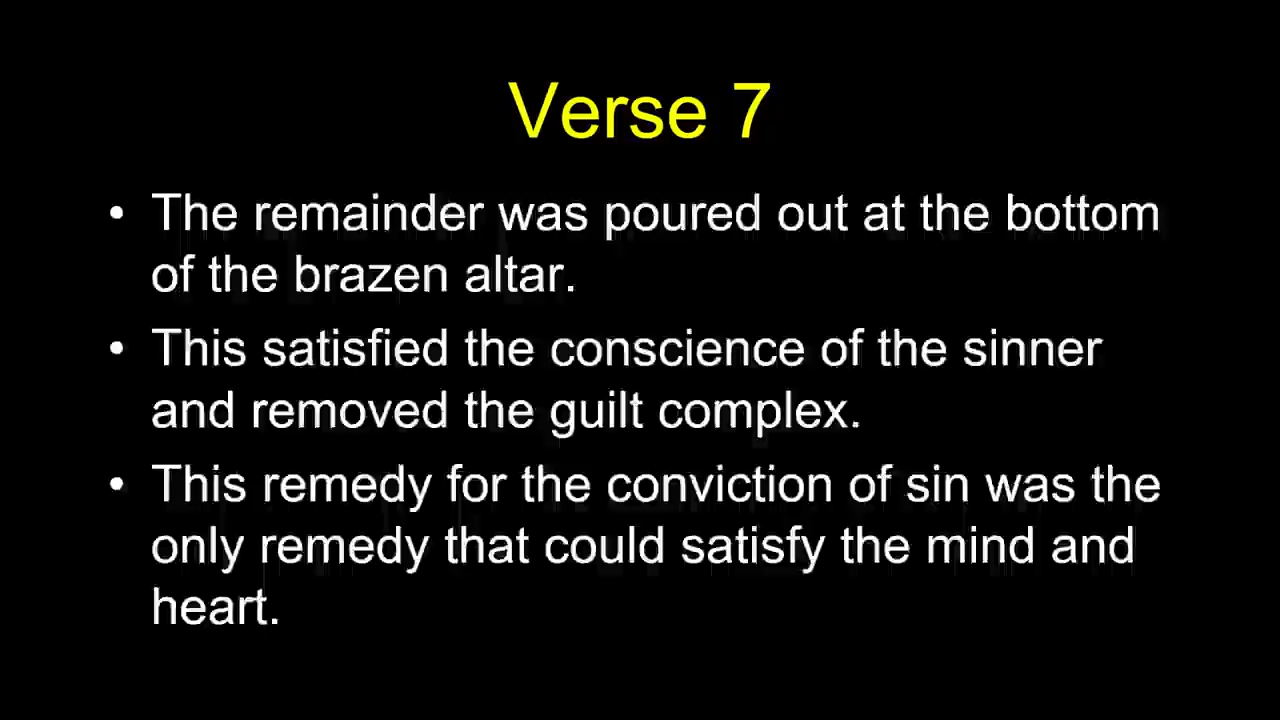 Verse 7
• The remainder was poured out at the bottom
of the brazen altar.
• This satisfied the conscience of the sinner
and removed the guilt complex.
• This remedy for the conviction of sin was the
only remedy that could satisfy the mind and
heart.